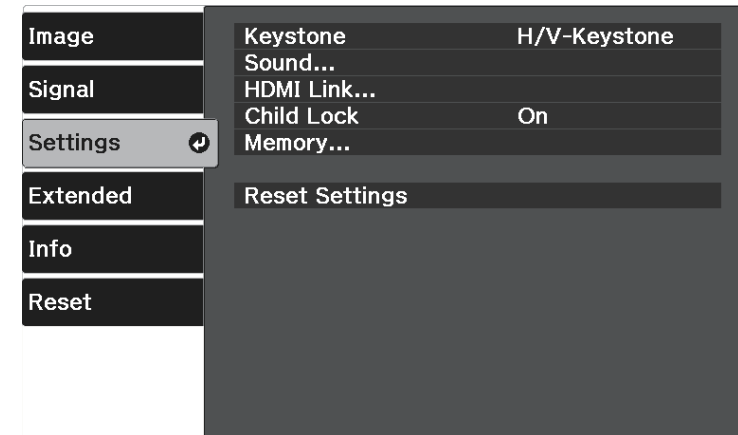 Image
Signal
Settings
Extended
Info
Reset
Keystone H/V-Keystone
Sound...
HDMI Link...
Child Lock On
Memory...
Reset Settings